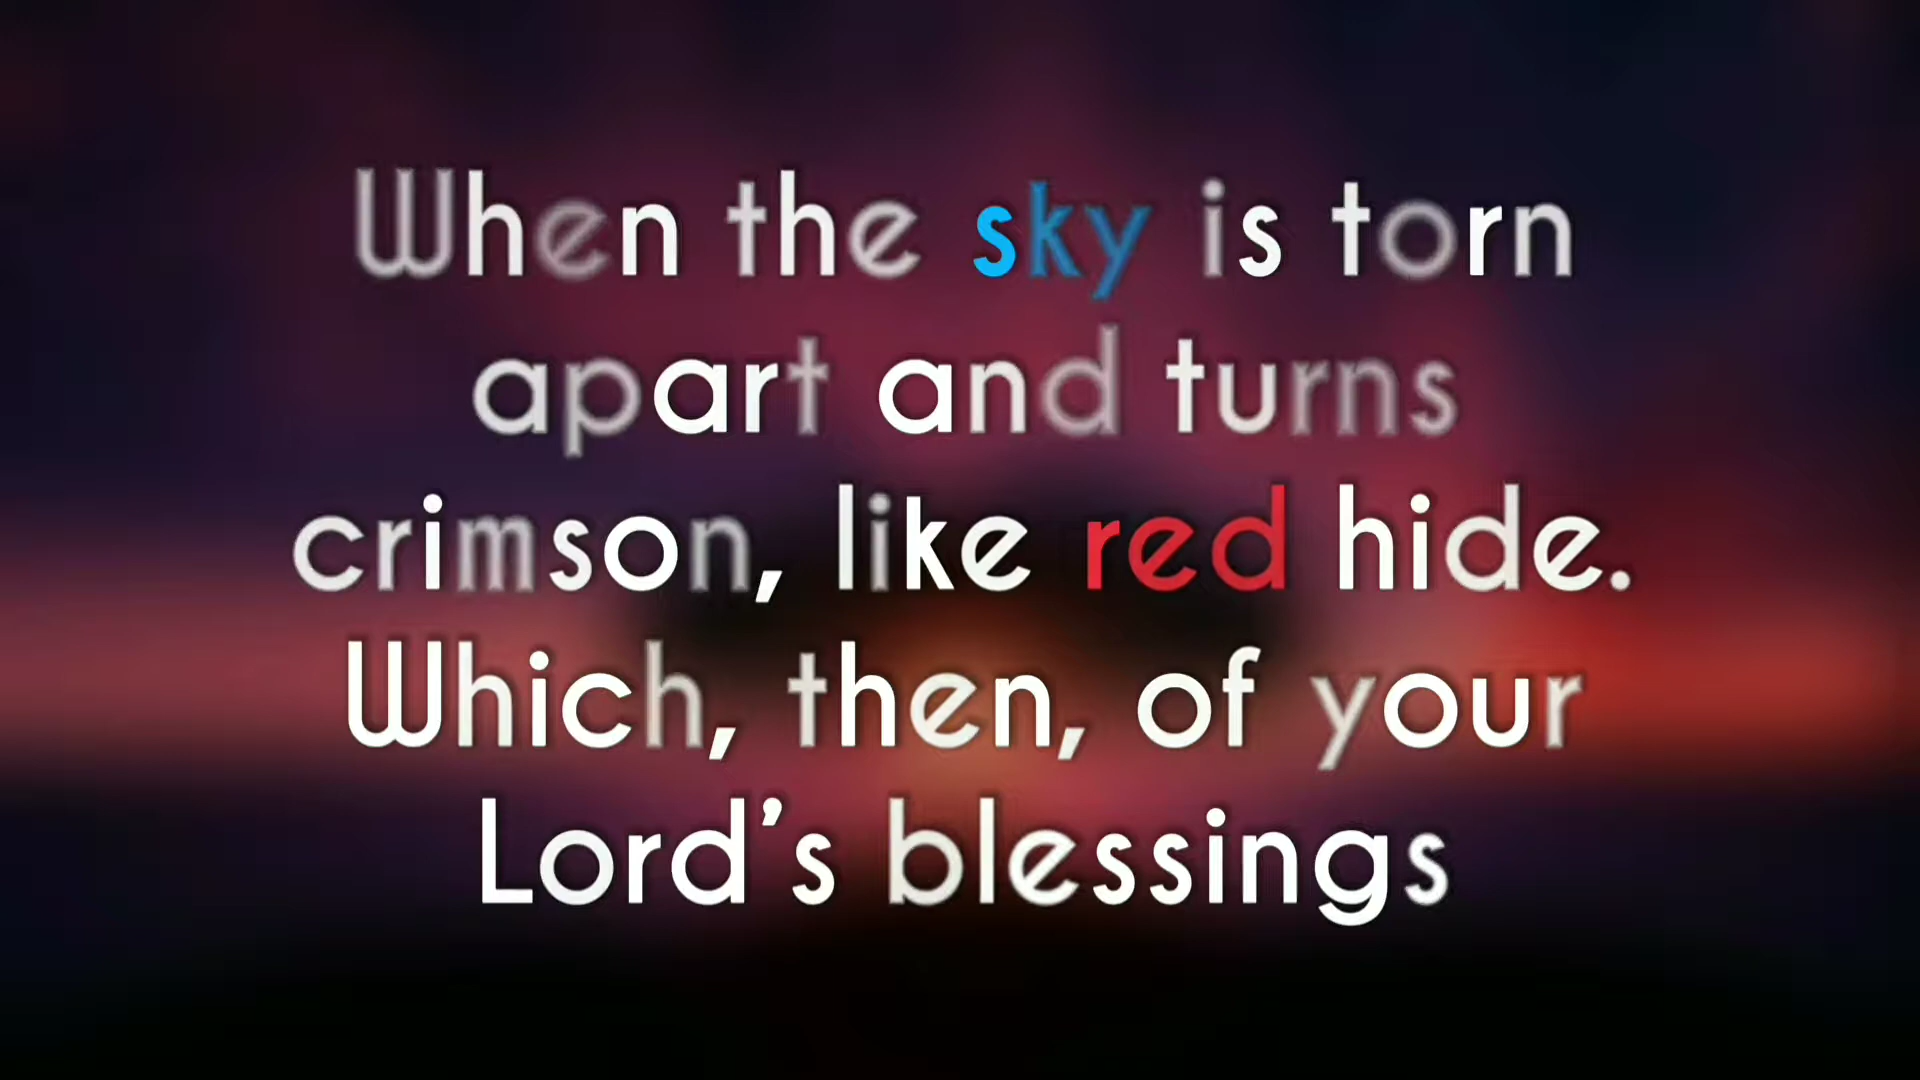 When the sky is torn
apart and turns
crimson, like red hide.
Which, then, of your
Lord’s blessings